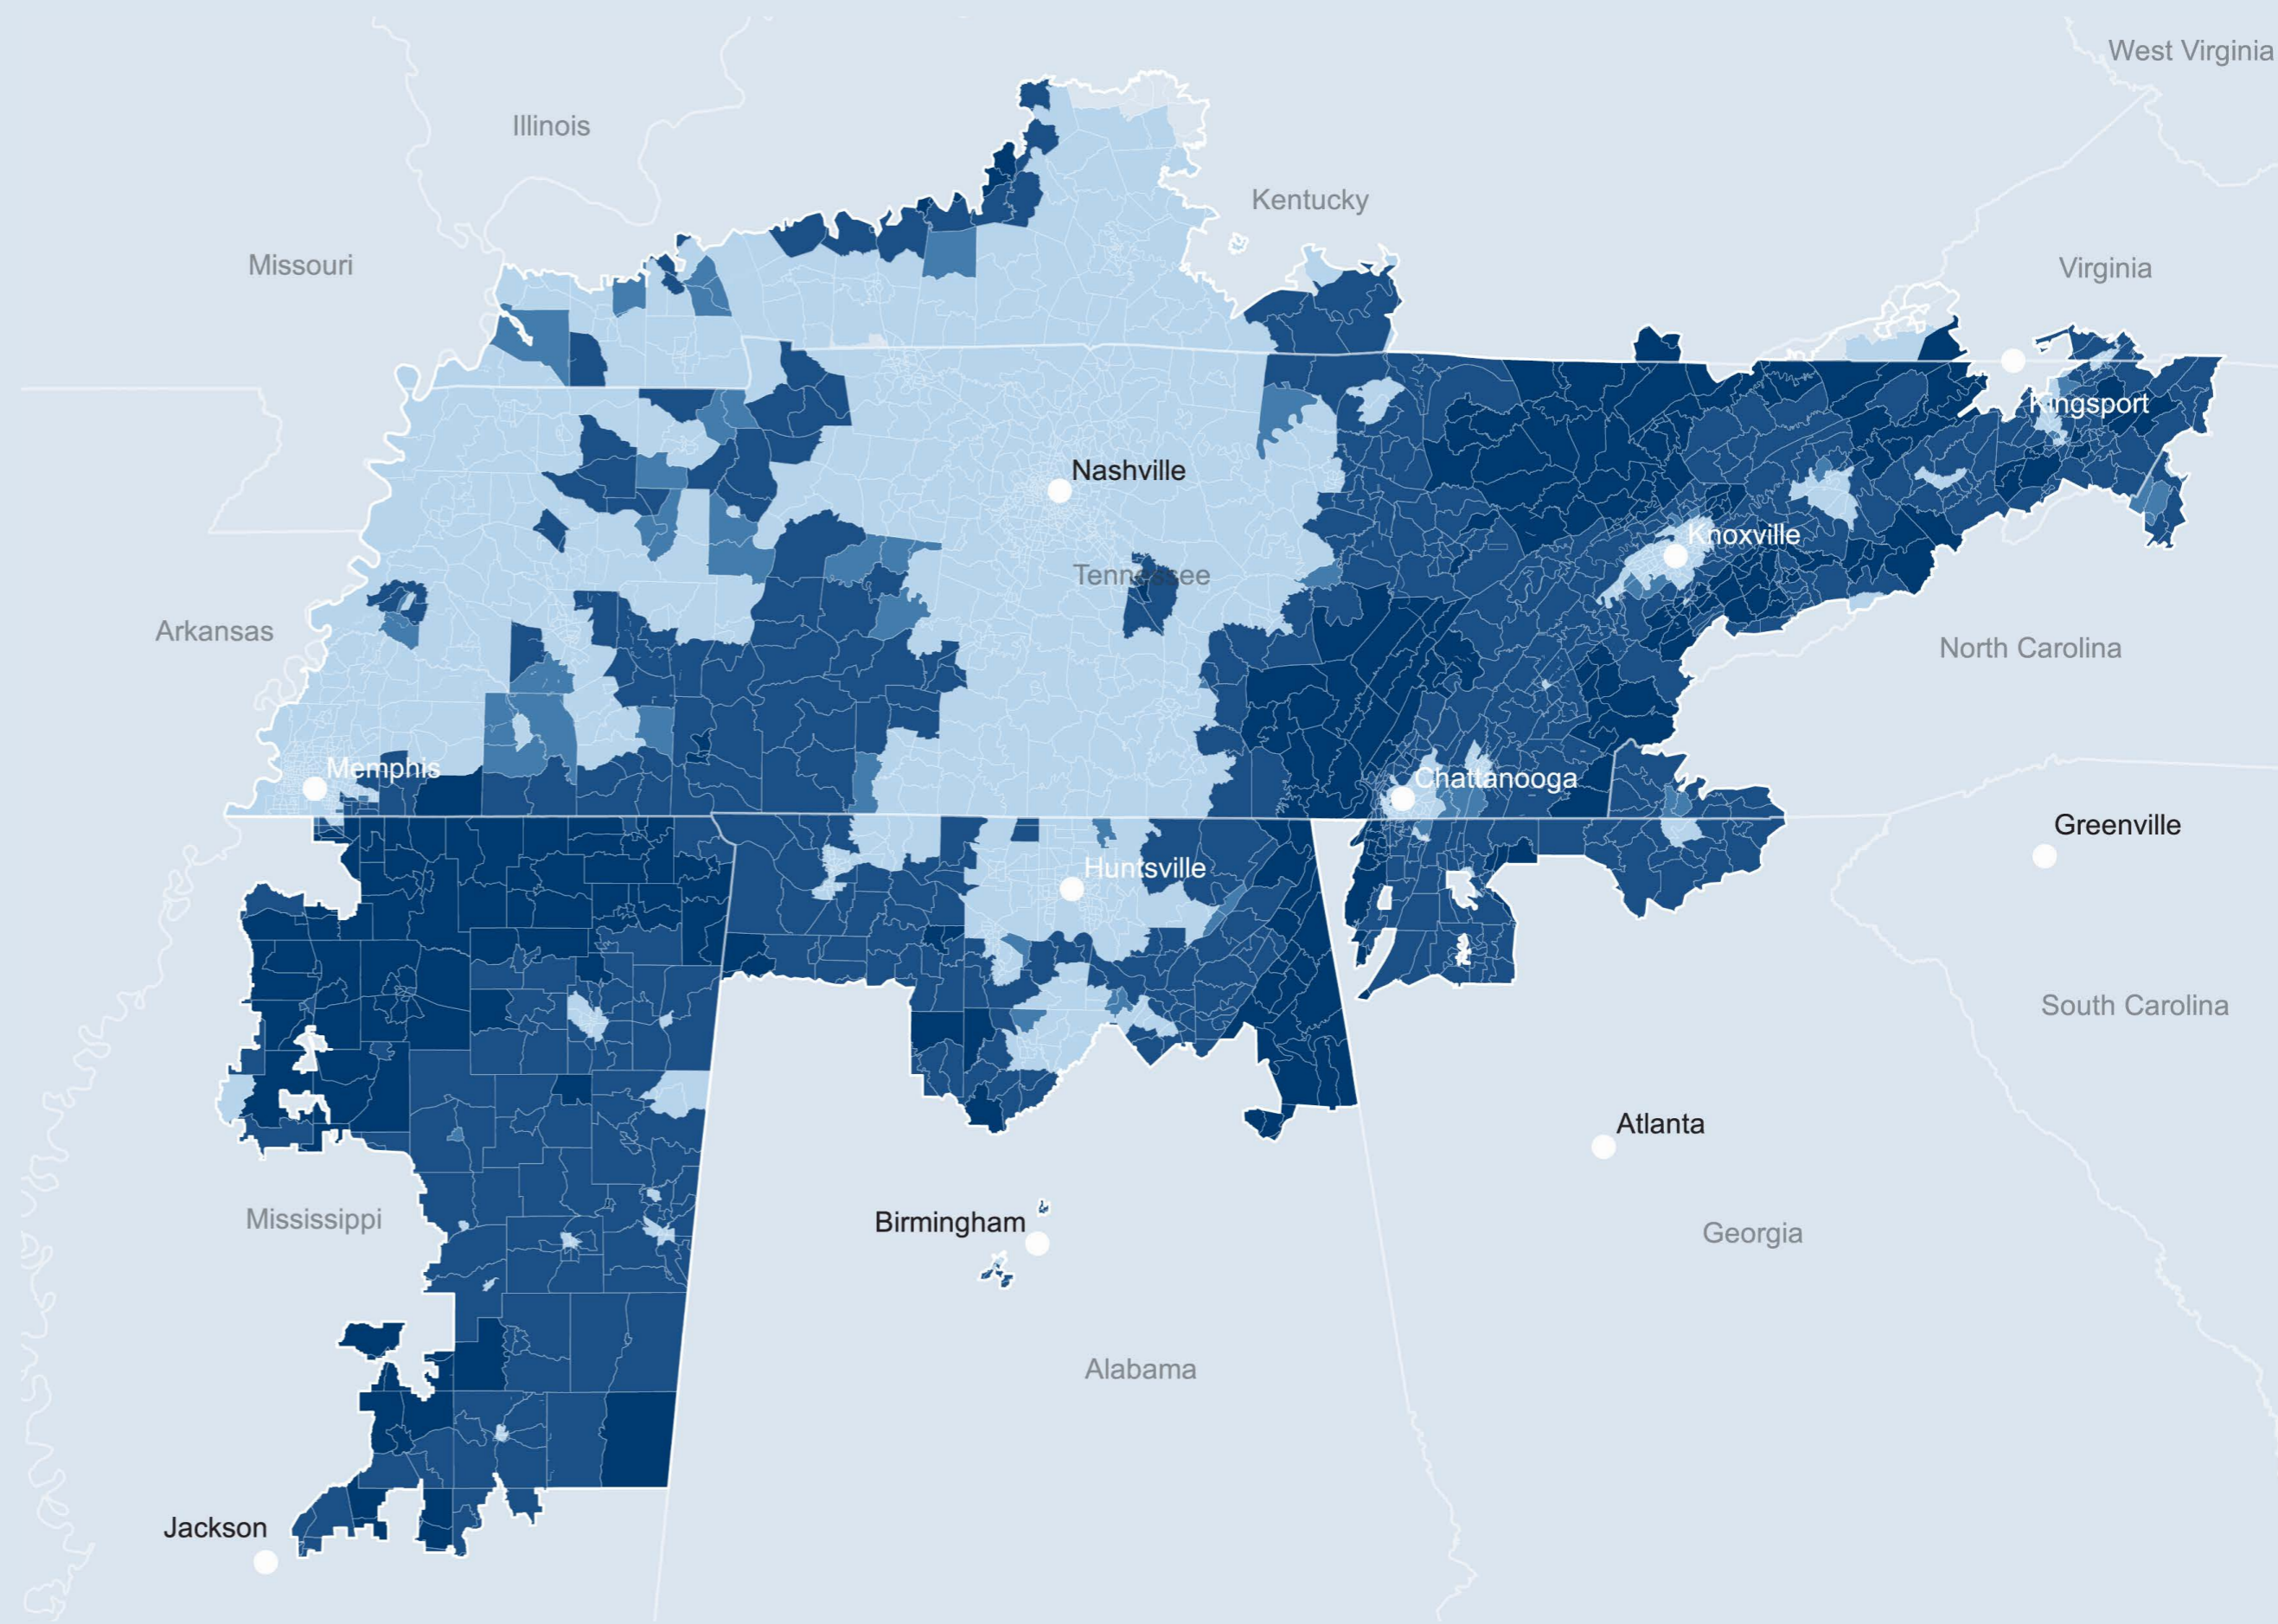 West Virginia
Illinois
Kentucky
Missouri
Virginia
Kingsport
Nashville
Knoxville
Tennessee
Arkansas
North Carolina
Memphis
Chattanooga
Greenville
Huntsville
South Carolina
Atlanta
Mississippi
Birmingham
Georgia
Alabama
Jackson